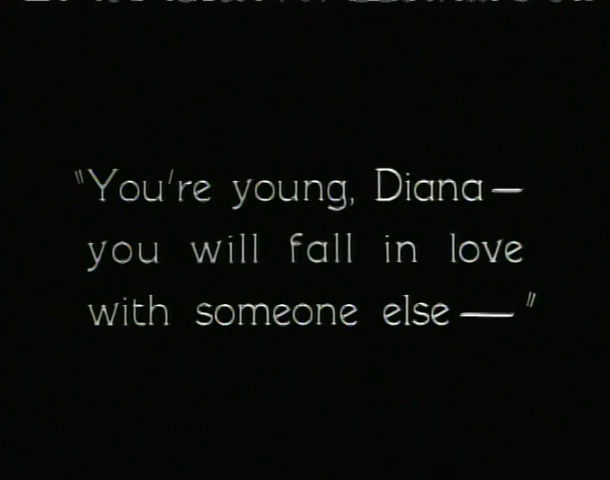 "You're young, Diana—
you will fall in love
with someone else—"